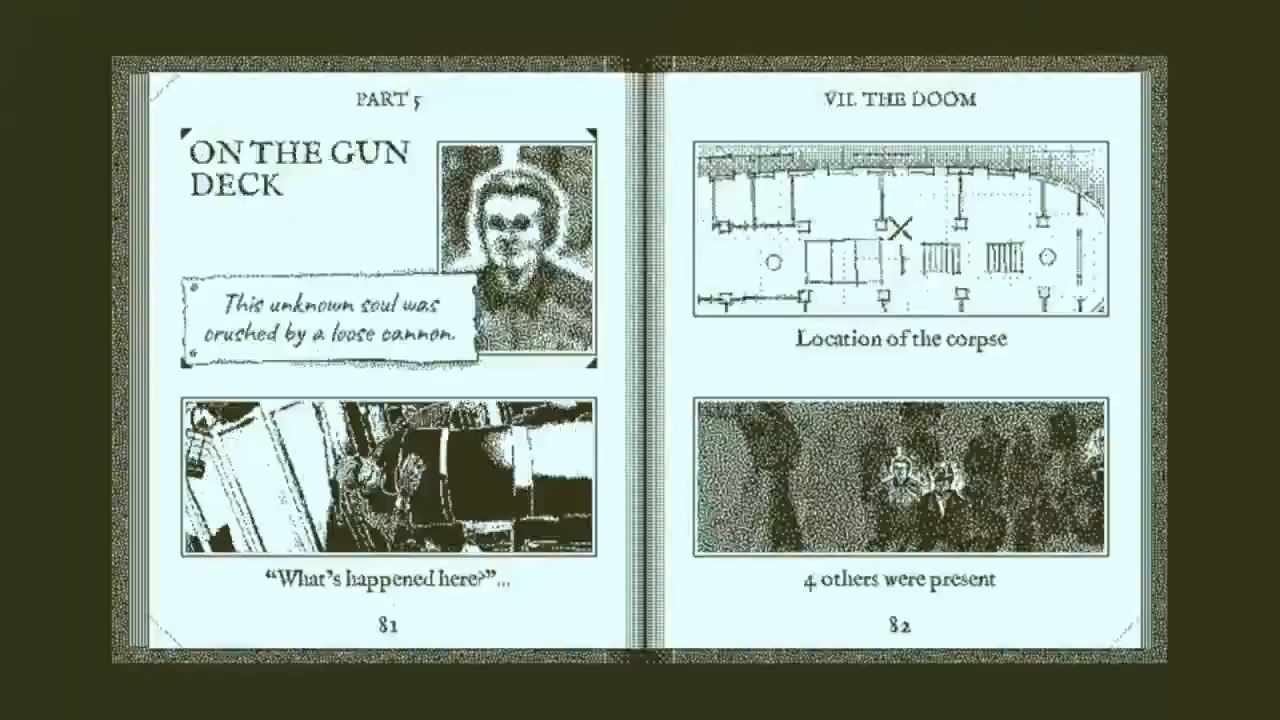 PART 5
ON THE GUN
DECK
This unknown soul was
crushed by a loose cannon.
“What’s happened here?”...
81
VII. THE DOOM
Location of the corpse
4 others were present
82